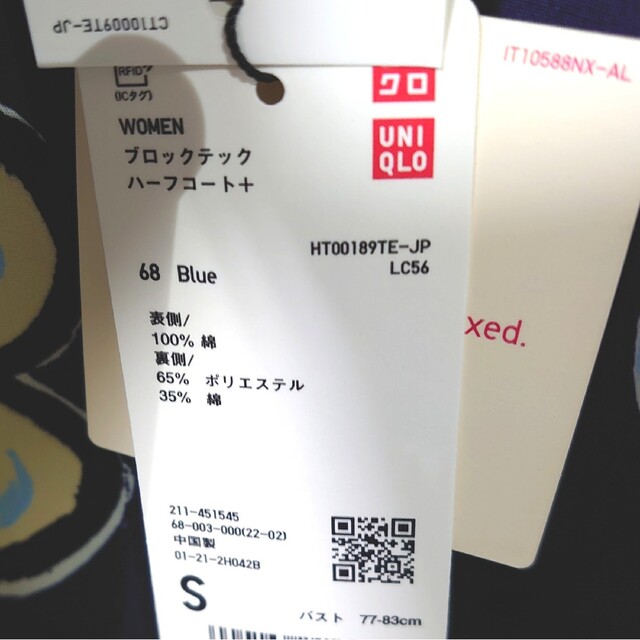 CT10009TE-JP
IT10588NX-AL
RFID
(ICタグ)
クロ
UNI
QLO
WOMEN
ブロックテック
ハーフコート+
HT00189TE-JP
LC56
68 Blue
表側/
100% 綿
裏側/
65% ポリエステル
35% 綿
xed.
211-451545
68-003-000(22-02)
中国製
01-21-2H042B
S
バスト 77-83cm